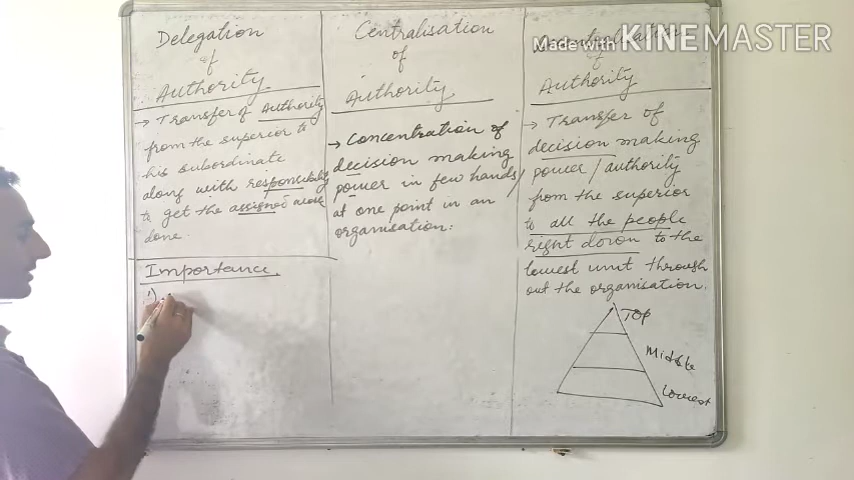 Delegation
of
Authority
→ Transfer of Authority
from the superior to
his subordinate
along with responsibility
to get the assigned work
done.
Importance
1)
Centralisation
of
Authority
→ Concentration of
decision making
power in few hands/
at one point in an
organisation:
Made with KINEMASTER
of
Authority
→ Transfer of
decision making
power / authority
from the superior
to all the people
right down to the
lowest unit through
out the organisation.
Top
Middle
Lowest